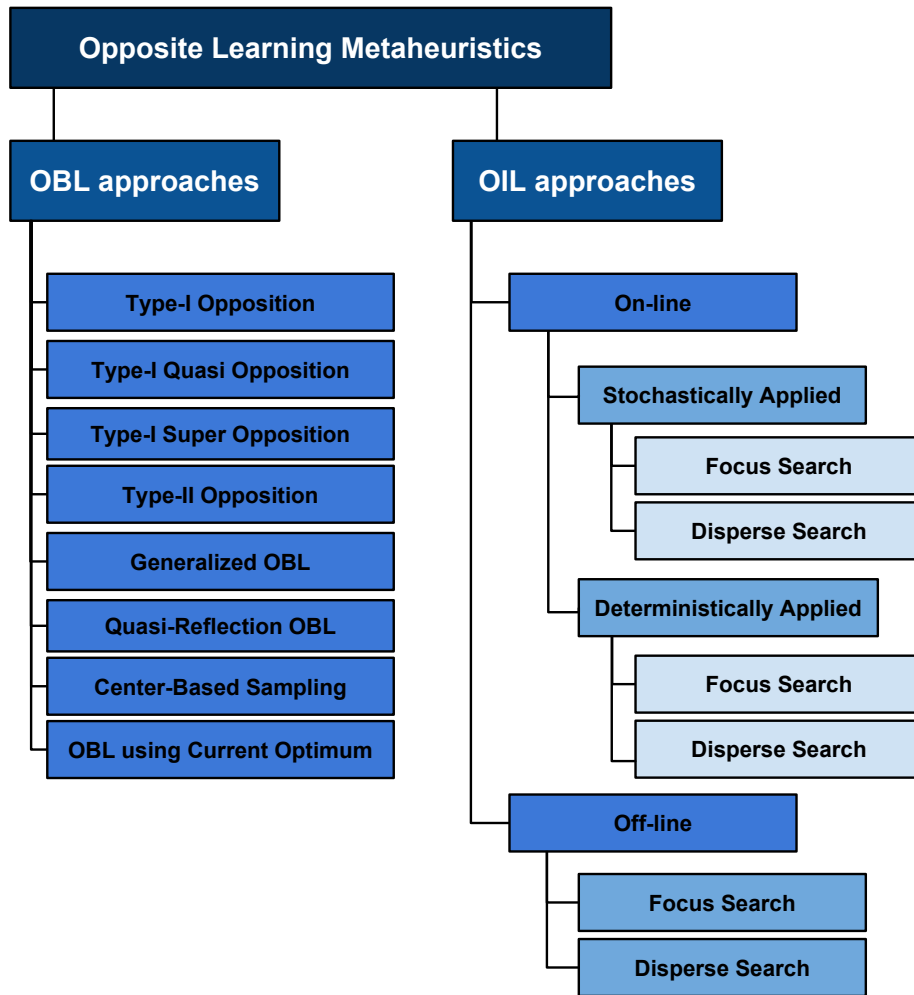 Opposite Learning Metaheuristics
OBL approaches
Type-I Opposition
Type-I Quasi Opposition
Type-I Super Opposition
Type-II Opposition
Generalized OBL
Quasi-Reflection OBL
Center-Based Sampling
OBL using Current Optimum
OIL approaches
On-line
Stochastically Applied
Focus Search
Disperse Search
Deterministically Applied
Focus Search
Disperse Search
Off-line
Focus Search
Disperse Search